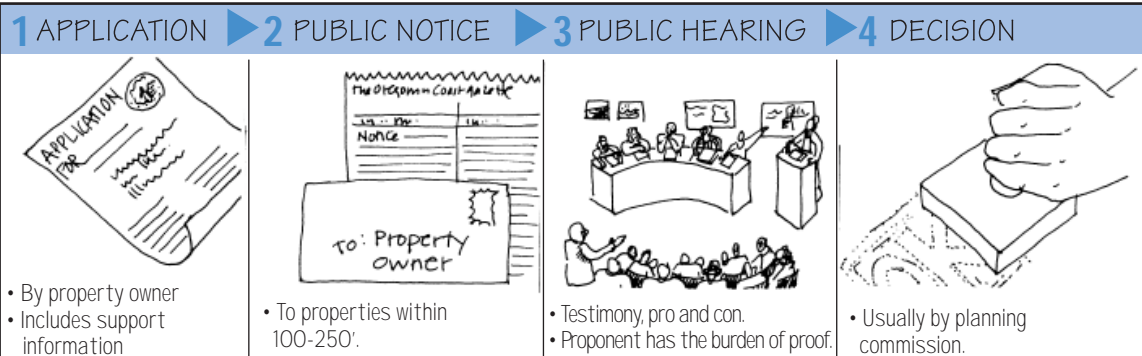 1 APPLICATION 2 PUBLIC NOTICE 3 PUBLIC HEARING 4 DECISION
APPLICATION
FOR
• By property owner
• Includes support
information
Notice
To: Property
owner
• To properties within
100-250'.
• Testimony, pro and con.
• Proponent has the burden of proof.
• Usually by planning
commission.